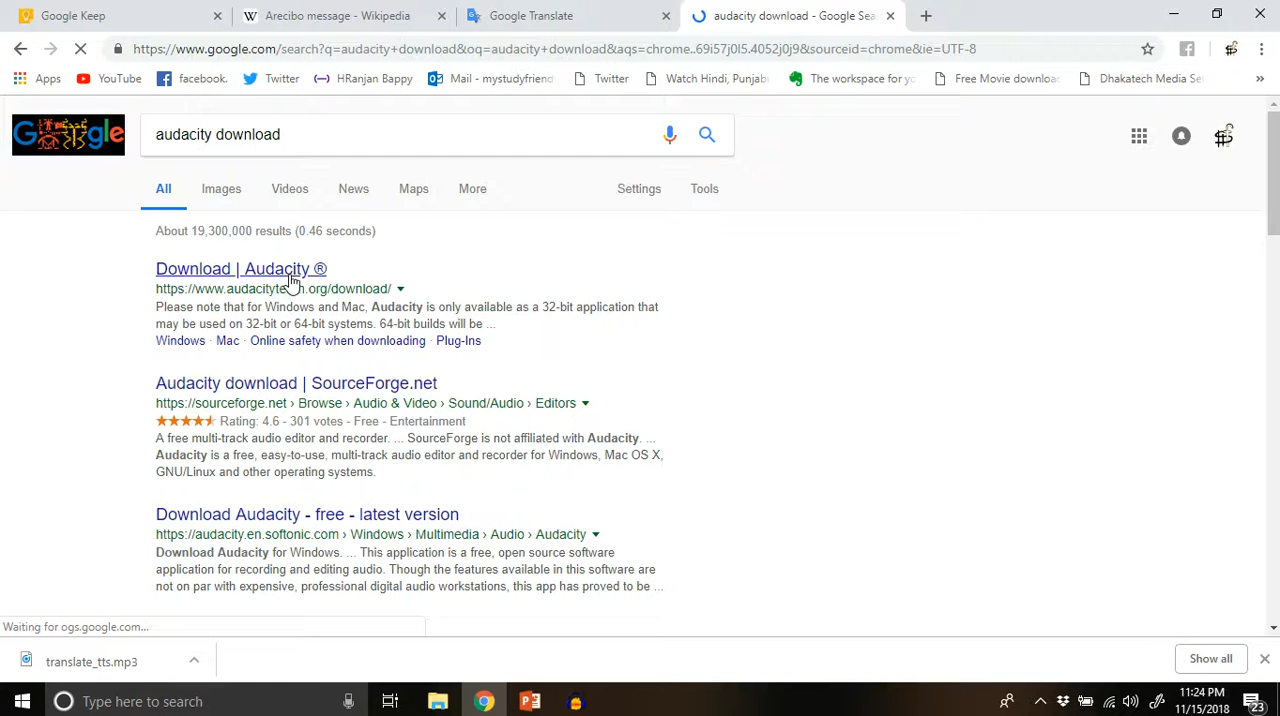 Google Keep
Arecibo message - Wikipedia
Google Translate
audacity download - Google Sea
https://www.google.com/search?q=audacity+download&oq=audacity+download&aqs=chrome..69i57j0l5.4052j0j9&sourceid=chrome&ie=UTF-8
Apps
YouTube
facebook.
Twitter
HRanjan Bappy
Mail - mystudyfriend
Twitter
Watch Hindi, Punjabi
The workspace for yo
Free Movie download
Dhakatech Media Se
Google
audacity download
All
Images
Videos
News
Maps
More
Settings
Tools
About 19,300,000 results (0.46 seconds)
Download | Audacity ®
https://www.audacityte m.org/download/
Please note that for Windows and Mac, Audacity is only available as a 32-bit application that
may be used on 32-bit or 64-bit systems. 64-bit builds will be ...
Windows · Mac · Online safety when downloading · Plug-Ins
Audacity download | SourceForge.net
https://sourceforge.net › Browse › Audio & Video › Sound/Audio › Editors
Rating: 4.6 - 301 votes - Free - Entertainment
A free multi-track audio editor and recorder. ... SourceForge is not affiliated with Audacity. ...
Audacity is a free, easy-to-use, multi-track audio editor and recorder for Windows, Mac OS X,
GNU/Linux and other operating systems.
Download Audacity - free - latest version
https://audacity.en.softonic.com › Windows › Multimedia › Audio › Audacity
Download Audacity for Windows. ... This application is a free, open source software
application for recording and editing audio. Though the features available in this software are
not on par with expensive, professional digital audio workstations, this app has proved to be ...
Waiting for ogs.google.com...
translate_tts.mp3
Show all
Type here to search
11:24 PM
11/15/2018
23